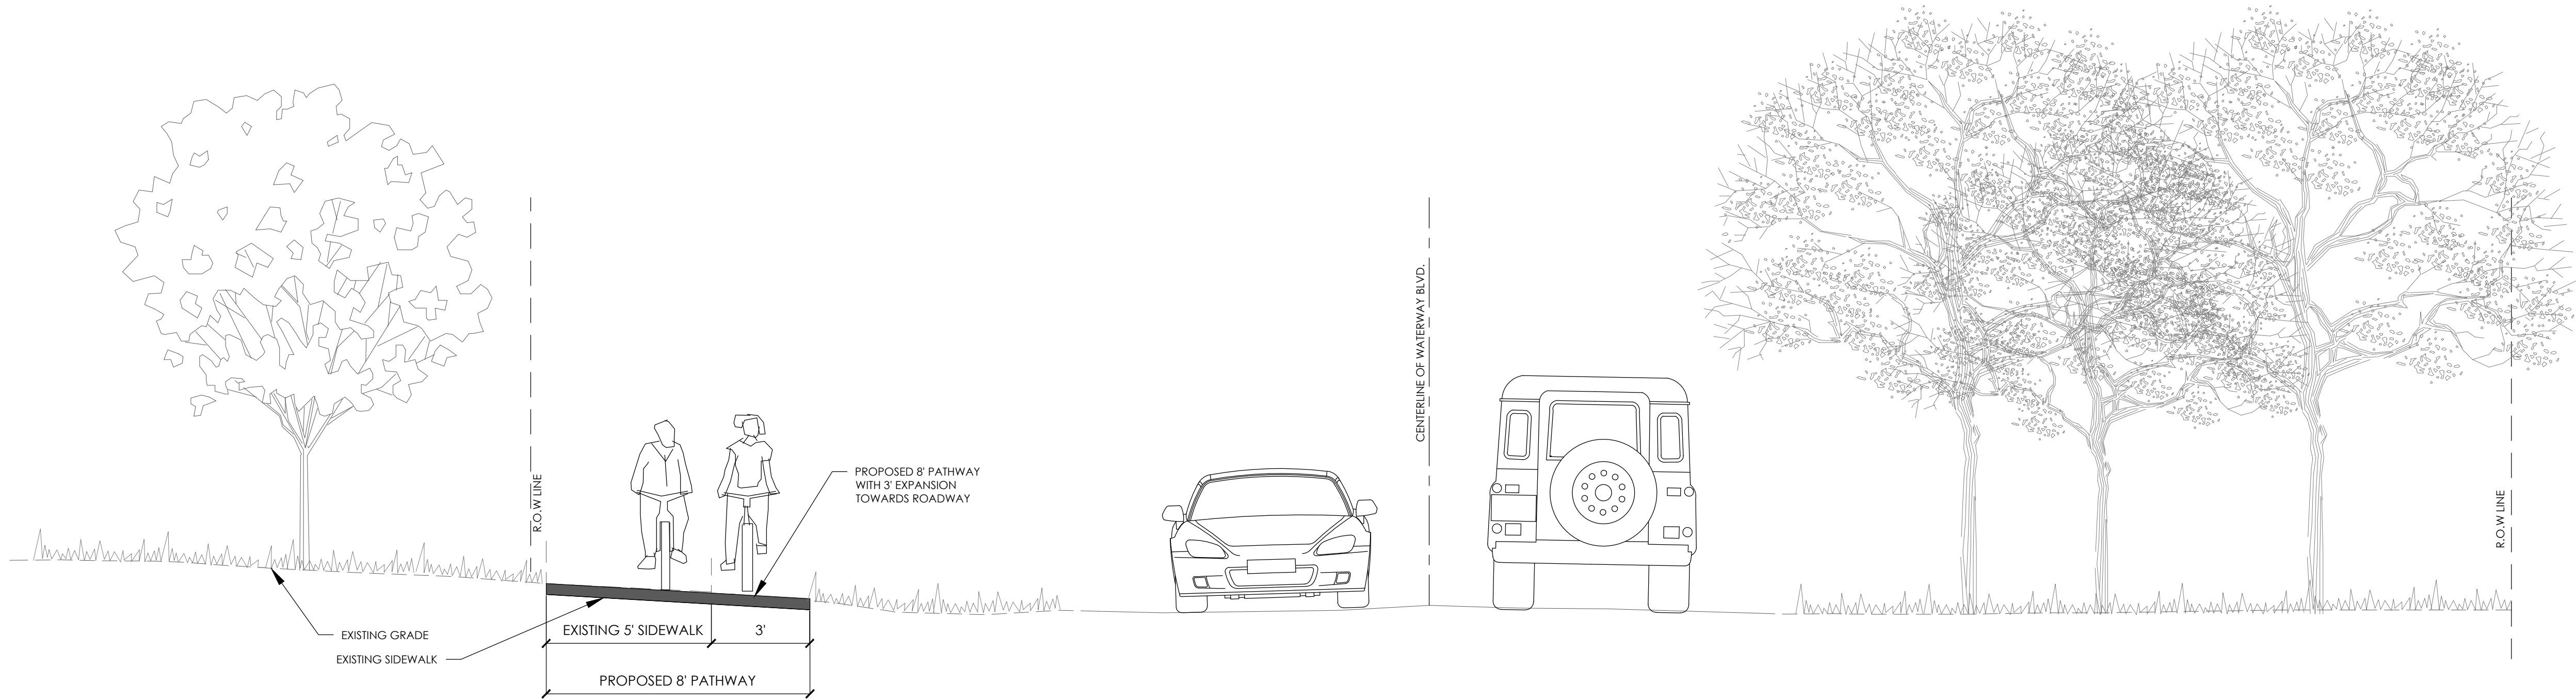 R.O.W LINE
PROPOSED 8' PATHWAY
WITH 3' EXPANSION
TOWARDS ROADWAY
CENTERLINE OF WATERWAY BLVD.
R.O.W LINE
EXISTING GRADE
EXISTING SIDEWALK
EXISTING 5' SIDEWALK
3'
PROPOSED 8' PATHWAY